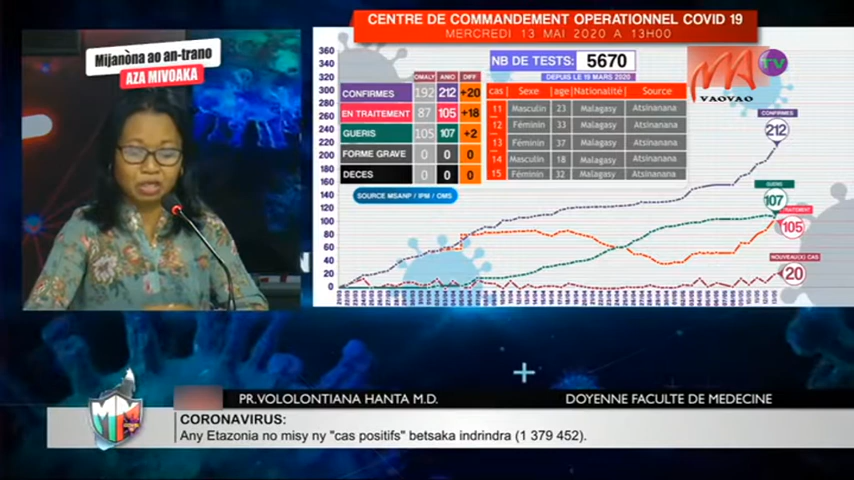 CENTRE DE COMMANDEMENT OPERATIONNEL COVID 19
MERCREDI 13 MAI 2020 A 13H00
Mijanòna ao an-trano
AZA MIVOAKA
NB DE TESTS: 5670
DEPUIS LE 19 MARS 2020
MA TV
VAOVAO
OMALY ANIO DIFF
CONFIRMES 192 212 +20
EN TRAITEMENT 87 105 +18
GUERIS 105 107 +2
FORME GRAVE 0 0 0
DECES 0 0 0
SOURCE MSANP / IPM / OMS
cas Sexe age Nationalité Source
11 Masculin 23 Malagasy Atsinanana
12 Féminin 33 Malagasy Atsinanana
13 Féminin 37 Malagasy Atsinanana
14 Masculin 18 Malagasy Atsinanana
15 Féminin 32 Malagasy Atsinanana
360
340
320
300
280
260
240
220
200
180
160
140
120
100
80
60
40
20
0
CONFIRMES
212
GUERIS
107
TRAITEMENT
105
NOUVEAU(X) CAS
20
PR.VOLOLONTIANA HANTA M.D. DOYENNE FACULTE DE MEDECINE
CORONAVIRUS:
Any Etazonia no misy ny "cas positifs" betsaka indrindra (1 379 452).